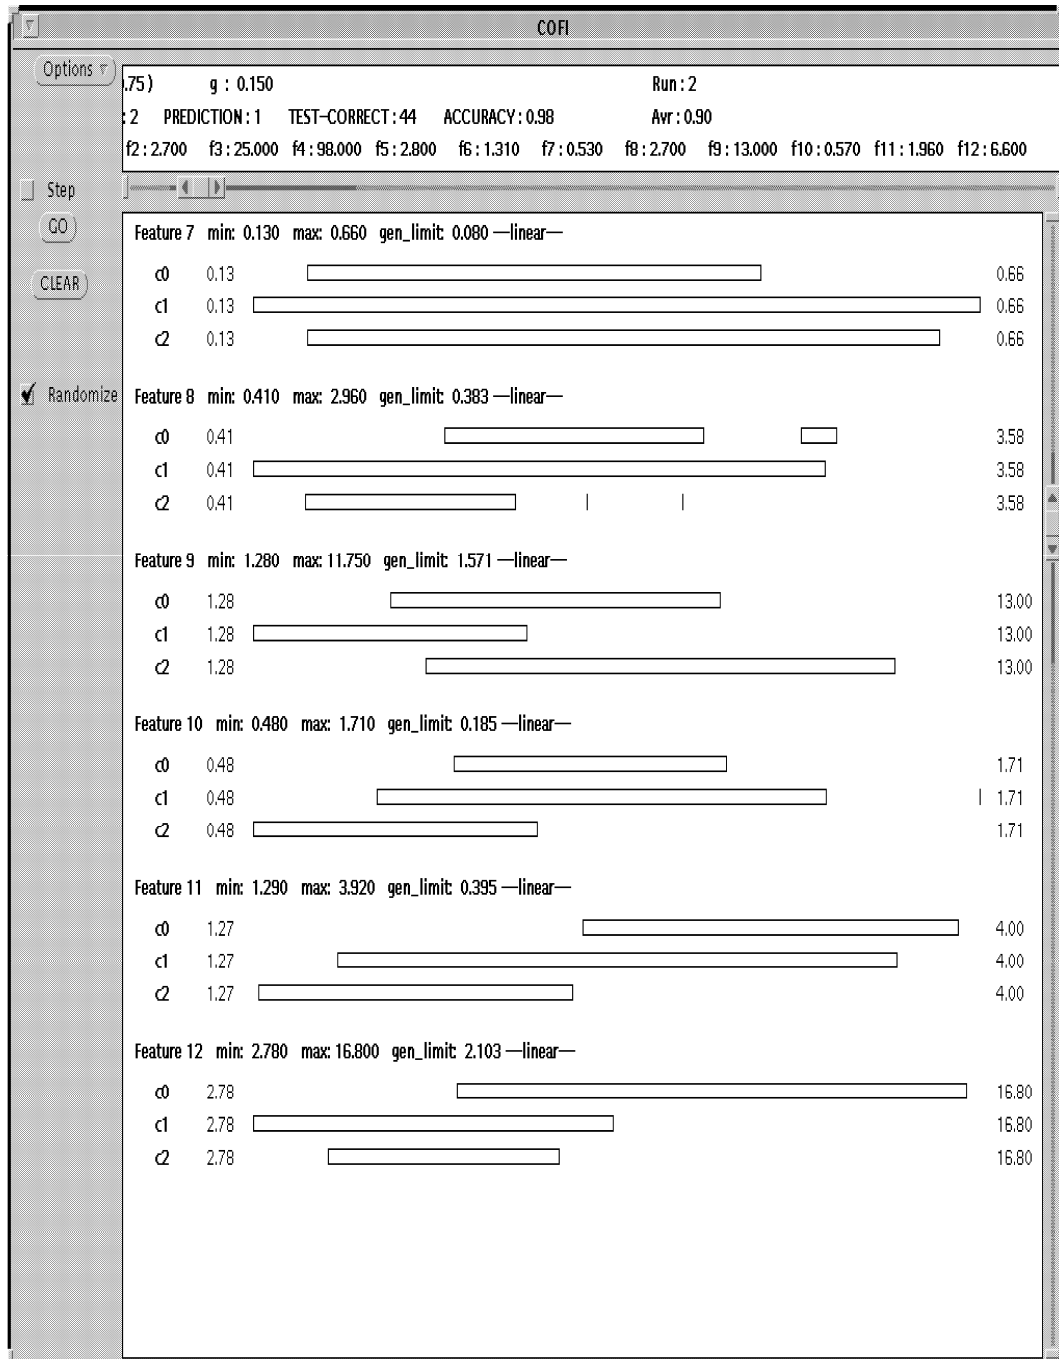 COFI
Options
.75) g : 0.150 Run : 2
: 2 PREDICTION : 1 TEST-CORRECT : 44 ACCURACY : 0.98 Avr : 0.90
f2 : 2.700 f3 : 25.000 f4 : 98.000 f5 : 2.800 f6 : 1.310 f7 : 0.530 f8 : 2.700 f9 : 13.000 f10 : 0.570 f11 : 1.960 f12 : 6.600
Step
GO
CLEAR
Randomize
Feature 7 min: 0.130 max: 0.660 gen_limit: 0.080 —linear—
c0 0.13 0.66
c1 0.13 0.66
c2 0.13 0.66
Feature 8 min: 0.410 max: 2.960 gen_limit: 0.383 —linear—
c0 0.41 3.58
c1 0.41 3.58
c2 0.41 3.58
Feature 9 min: 1.280 max: 11.750 gen_limit: 1.571 —linear—
c0 1.28 13.00
c1 1.28 13.00
c2 1.28 13.00
Feature 10 min: 0.480 max: 1.710 gen_limit: 0.185 —linear—
c0 0.48 1.71
c1 0.48 1.71
c2 0.48 1.71
Feature 11 min: 1.290 max: 3.920 gen_limit: 0.395 —linear—
c0 1.27 4.00
c1 1.27 4.00
c2 1.27 4.00
Feature 12 min: 2.780 max: 16.800 gen_limit: 2.103 —linear—
c0 2.78 16.80
c1 2.78 16.80
c2 2.78 16.80